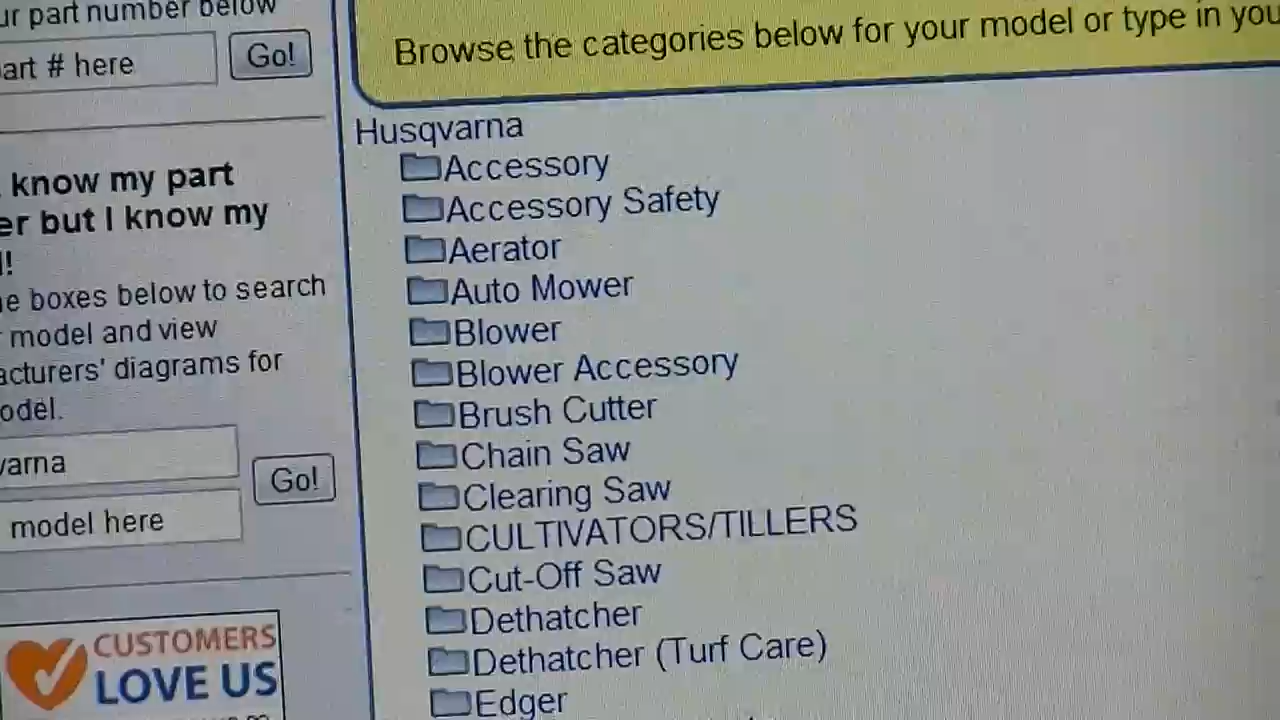 ur part number below
art # here
Go!
know my part
er but I know my
!
e boxes below to search
model and view
acturers' diagrams for
odel.
varna
Go!
model here
CUSTOMERS
LOVE US
Browse the categories below for your model or type in you
Husqvarna
Accessory
Accessory Safety
Aerator
Auto Mower
Blower
Blower Accessory
Brush Cutter
Chain Saw
Clearing Saw
CULTIVATORS/TILLERS
Cut-Off Saw
Dethatcher
Dethatcher (Turf Care)
Edger